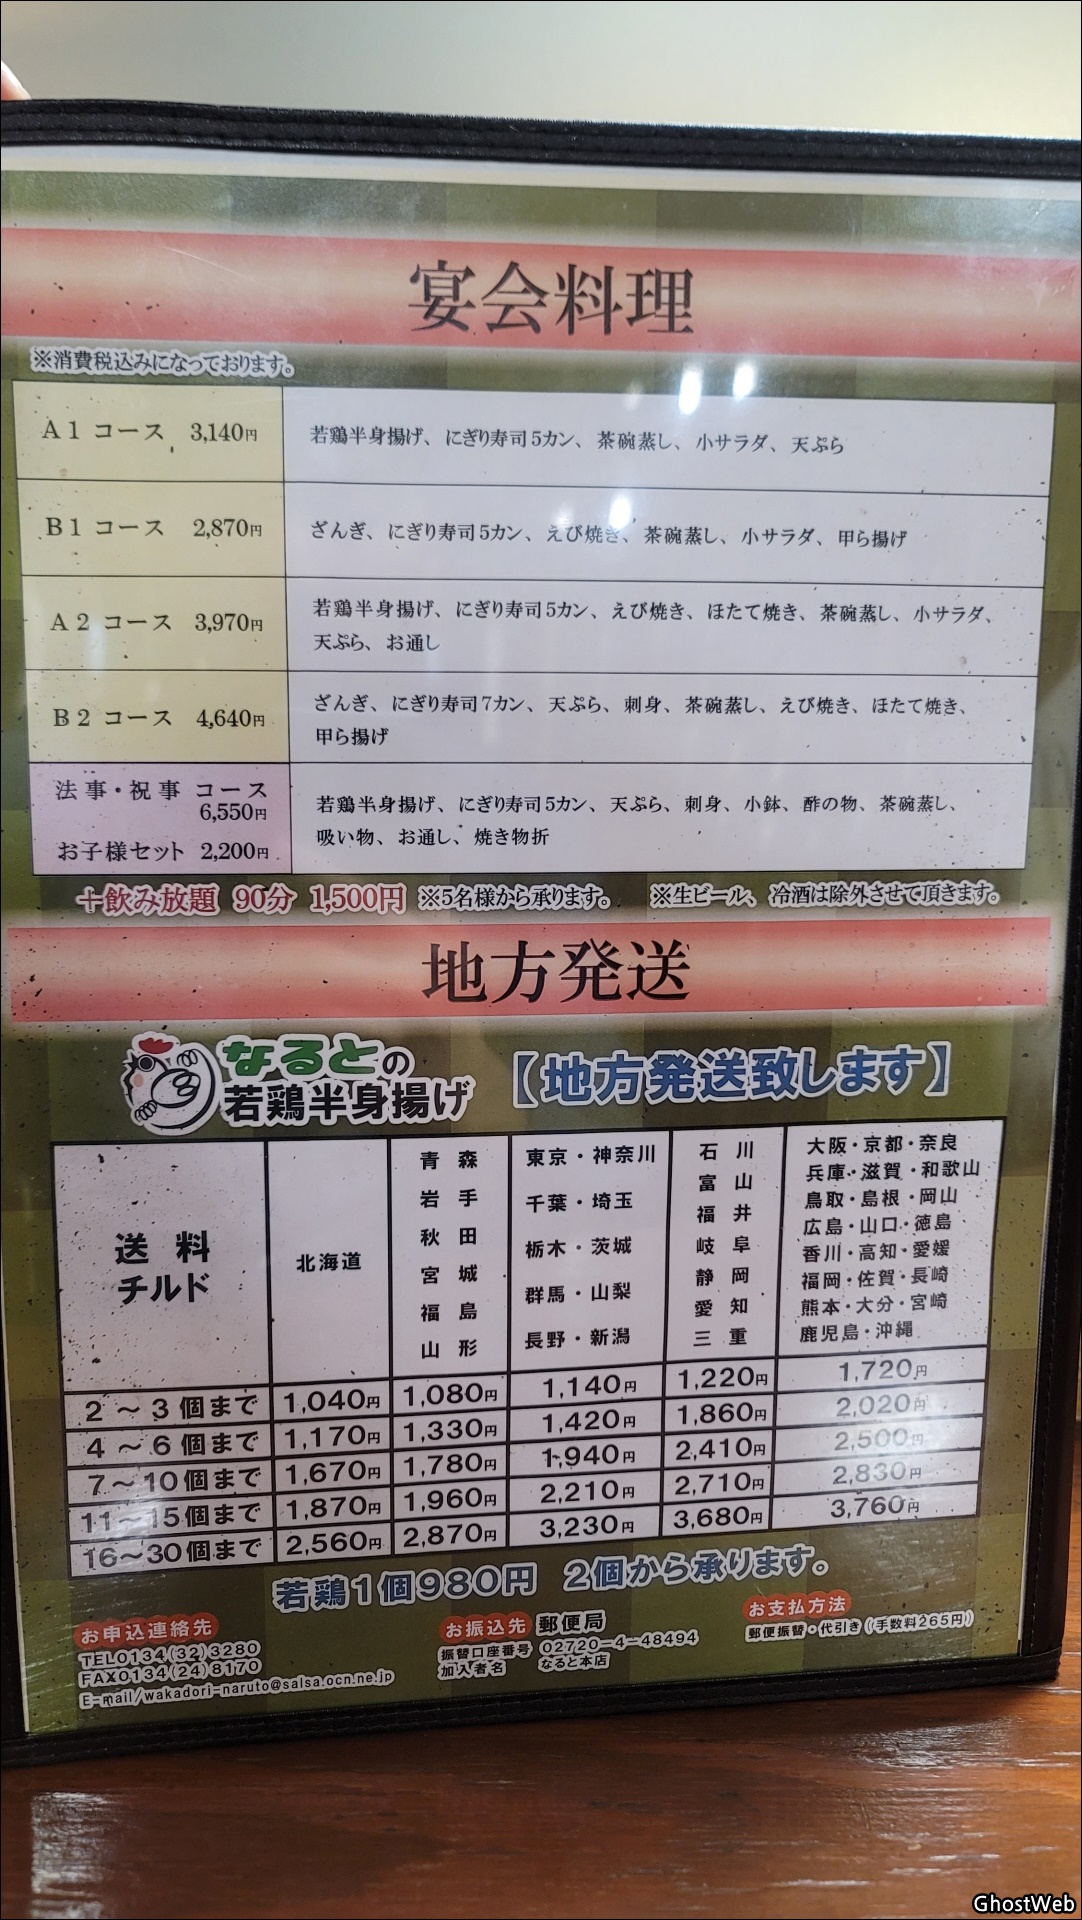 宴会料理
※消費税込みになっております。
A1 コース 3,140円
若鶏半身揚げ、にぎり寿司5カン、茶碗蒸し、小サラダ、天ぷら
B1 コース 2,870円
ざんぎ、にぎり寿司5カン、えび焼き、茶碗蒸し、小サラダ、甲ら揚げ
A2 コース 3,970円
若鶏半身揚げ、にぎり寿司5カン、えび焼き、ほたて焼き、茶碗蒸し、小サラダ、
天ぷら、お通し
B2 コース 4,640円
ざんぎ、にぎり寿司7カン、天ぷら、刺身、茶碗蒸し、えび焼き、ほたて焼き、
甲ら揚げ
法事・祝事 コース
6,550円
お子様セット 2,200円
若鶏半身揚げ、にぎり寿司5カン、天ぷら、刺身、小鉢、酢の物、茶碗蒸し、
吸い物、お通し、焼き物折
＋飲み放題 90分 1,500円 ※5名様から承ります。 ※生ビール、冷酒は除外させて頂きます。
地方発送
なるとの
若鶏半身揚げ
【地方発送致します】
送料
チルド
北海道
青森
岩手
秋田
宮城
福島
山形
東京・神奈川
千葉・埼玉
栃木・茨城
群馬・山梨
長野・新潟
石川
富山
福井
岐阜
静岡
愛知
三重
大阪・京都・奈良
兵庫・滋賀・和歌山
鳥取・島根・岡山
広島・山口・徳島
香川・高知・愛媛
福岡・佐賀・長崎
熊本・大分・宮崎
鹿児島・沖縄
2～3個まで 1,040円 1,080円 1,140円 1,220円 1,720円
4～6個まで 1,170円 1,330円 1,420円 1,860円 2,020円
7～10個まで 1,670円 1,780円 1,940円 2,410円 2,500円
11～15個まで 1,870円 1,960円 2,210円 2,710円 2,830円
16～30個まで 2,560円 2,870円 3,230円 3,680円 3,760円
若鶏1個980円 2個から承ります。
お申込連絡先
TEL0134(32)3280
FAX0134(24)8170
E-mail/wakadori-naruto@salsa.ocn.ne.jp
お振込先 郵便局
振替口座番号 02720-4-48494
加入者名 なると本店
お支払方法
郵便振替・代引き(手数料265円)
GhostWeb